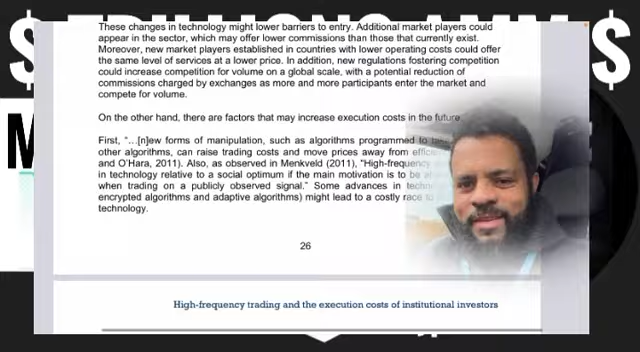 $ TRILLIONS
$
M
These changes in technology might lower barriers to entry. Additional market players could
appear in the sector, which may offer lower commissions than those that currently exist.
Moreover, new market players established in countries with lower operating costs could offer
the same level of services at a lower price. In addition, new regulations fostering competition
could increase competition for volume on a global scale, with a potential reduction of
commissions charged by exchanges as more and more participants enter the market and
compete for volume.
On the other hand, there are factors that may increase execution costs in the future.
First, “…[n]ew forms of manipulation, such as algorithms programmed to
other algorithms, can raise trading costs and move prices away from
and O’Hara, 2011). Also, as observed in Menkveld (2011), “High-frequency
in technology relative to a social optimum if the main motivation is to be
when trading on a publicly observed signal.” Some advances in
encrypted algorithms and adaptive algorithms) might lead to a costly race
technology.
26
High-frequency trading and the execution costs of institutional investors